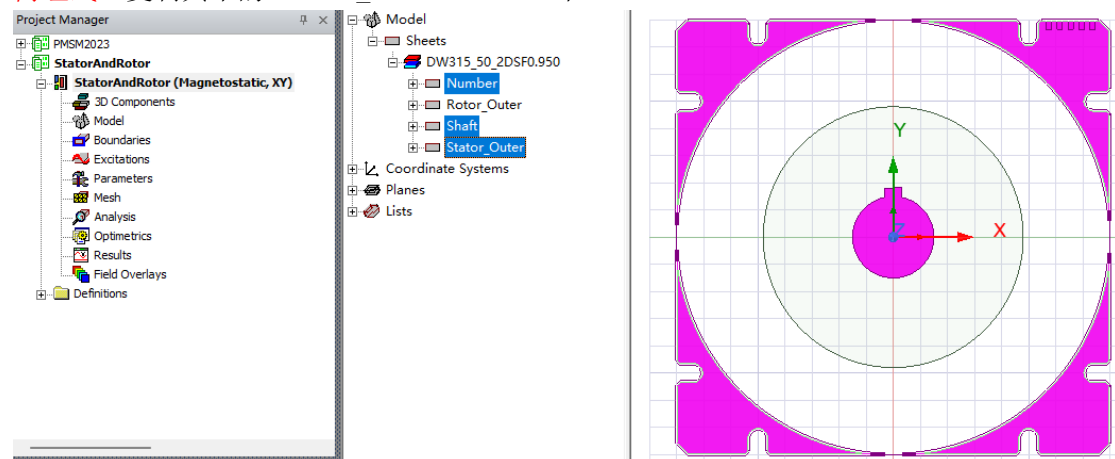 Project Manager
PMSM2023
StatorAndRotor
StatorAndRotor (Magnetostatic, XY)
3D Components
Model
Boundaries
Excitations
Parameters
Mesh
Analysis
Optimetrics
Results
Field Overlays
Definitions
Model
Sheets
DW315_50_2DSF0.950
Number
Rotor_Outer
Shaft
Stator_Outer
Coordinate Systems
Planes
Lists
Y
Z
X